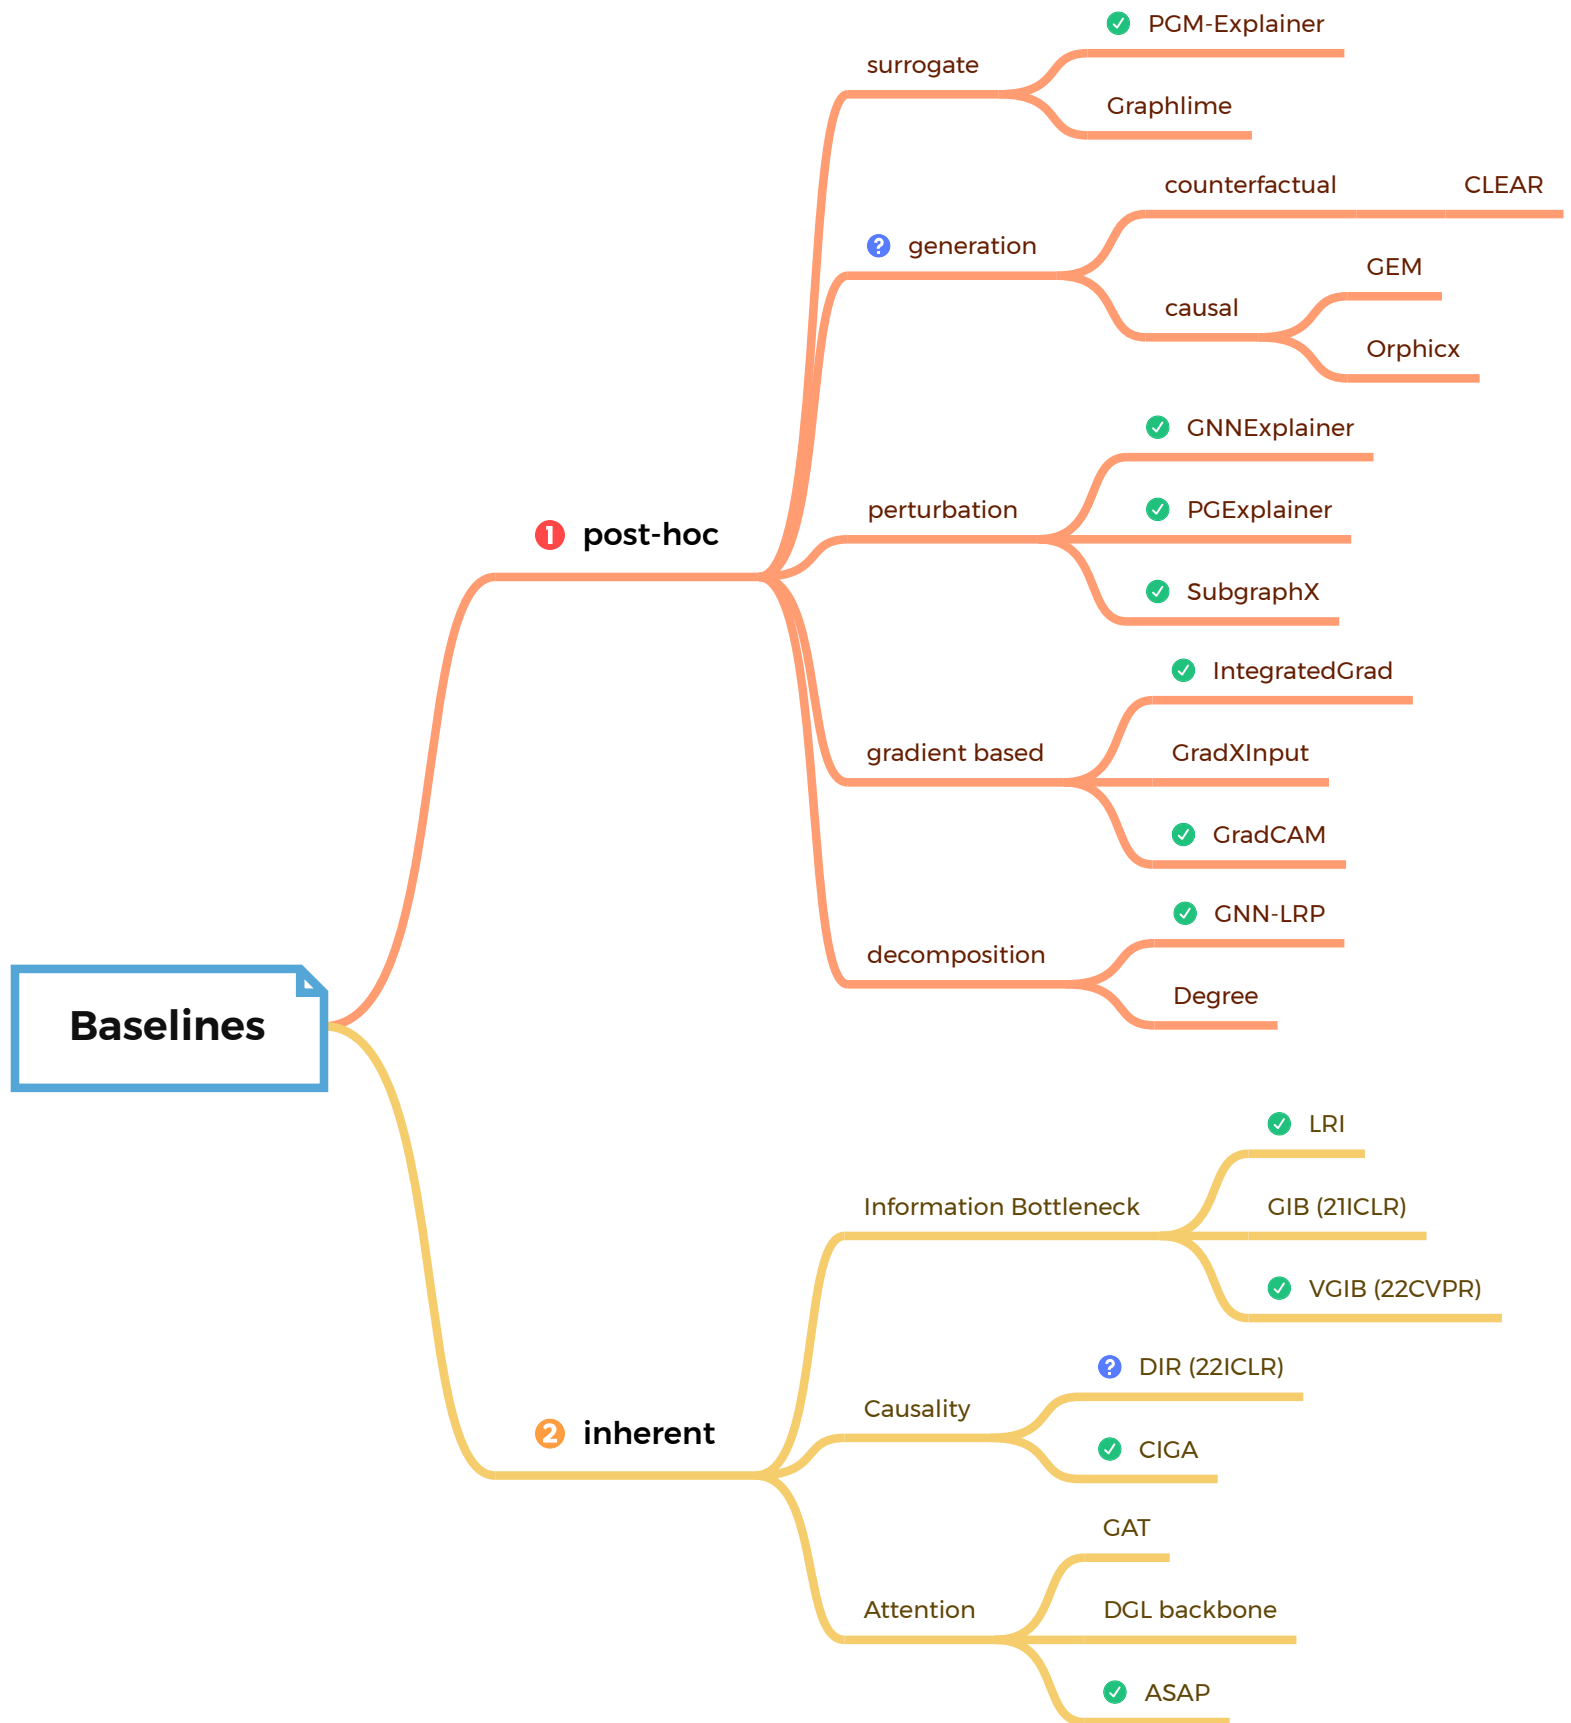 PGM-Explainer
surrogate
Graphlime
counterfactual
CLEAR
generation
GEM
causal
Orphicx
GNNExplainer
perturbation
PGExplainer
SubgraphX
1 post-hoc
IntegratedGrad
gradient based
GradXInput
GradCAM
GNN-LRP
decomposition
Degree
Baselines
LRI
Information Bottleneck
GIB (21ICLR)
VGIB (22CVPR)
DIR (22ICLR)
Causality
CIGA
2 inherent
GAT
Attention
DGL backbone
ASAP